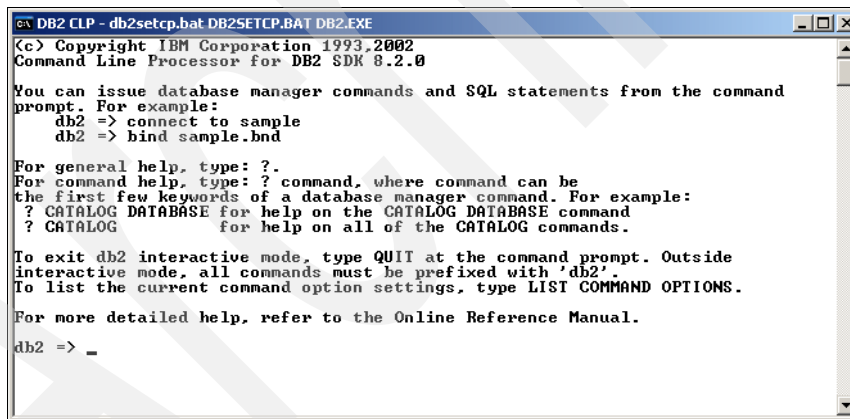 DB2 CLP - db2setcp.bat DB2SETCP.BAT DB2.EXE
(c) Copyright IBM Corporation 1993,2002
Command Line Processor for DB2 SDK 8.2.0
You can issue database manager commands and SQL statements from the command
prompt. For example:
db2 => connect to sample
db2 => bind sample.bnd
For general help, type: ?.
For command help, type: ? command, where command can be
the first few keywords of a database manager command. For example:
? CATALOG DATABASE for help on the CATALOG DATABASE command
? CATALOG for help on all of the CATALOG commands.
To exit db2 interactive mode, type QUIT at the command prompt. Outside
interactive mode, all commands must be prefixed with 'db2'.
To list the current command option settings, type LIST COMMAND OPTIONS.
For more detailed help, refer to the Online Reference Manual.
db2 => _